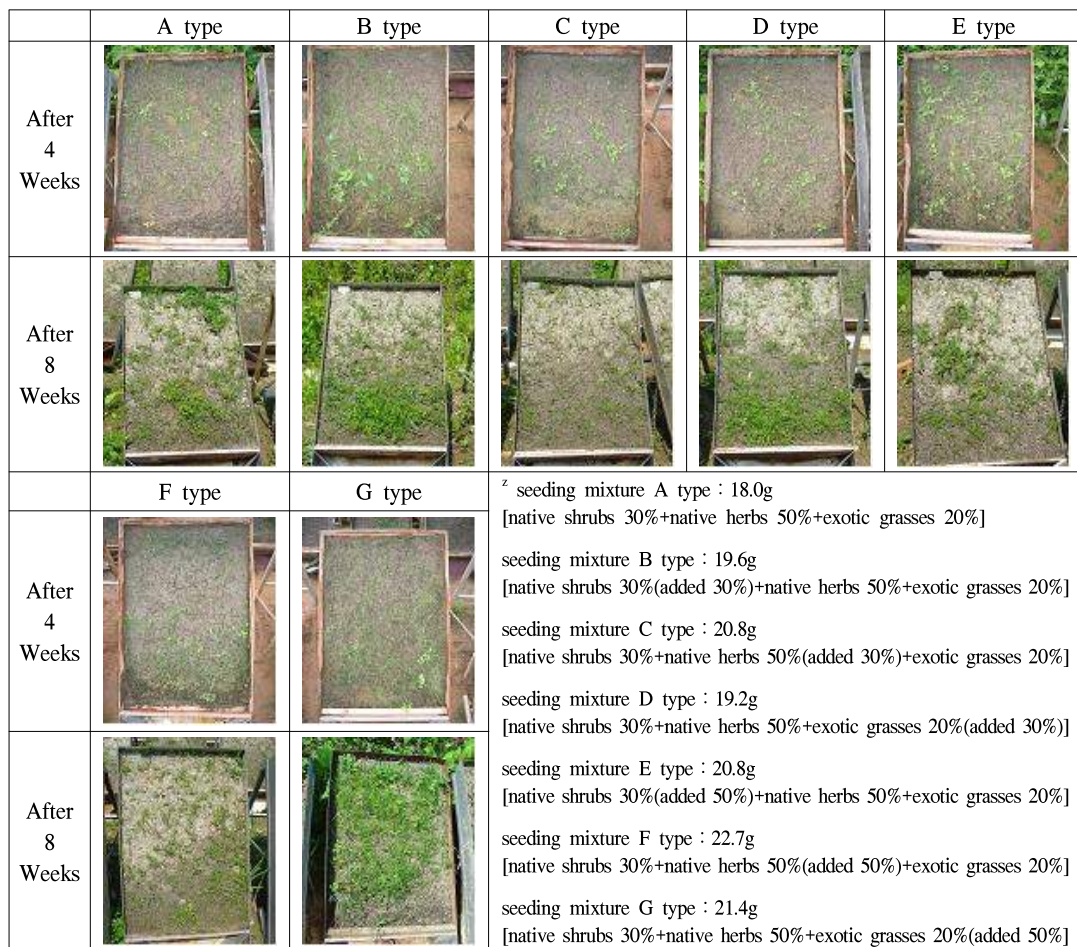 A type B type C type D type E type
After
4
Weeks
After
8
Weeks
F type G type
After
4
Weeks
After
8
Weeks
z seeding mixture A type : 18.0g
[native shrubs 30%+native herbs 50%+exotic grasses 20%]
seeding mixture B type : 19.6g
[native shrubs 30%(added 30%)+native herbs 50%+exotic grasses 20%]
seeding mixture C type : 20.8g
[native shrubs 30%+native herbs 50%(added 30%)+exotic grasses 20%]
seeding mixture D type : 19.2g
[native shrubs 30%+native herbs 50%+exotic grasses 20%(added 30%)]
seeding mixture E type : 20.8g
[native shrubs 30%(added 50%)+native herbs 50%+exotic grasses 20%]
seeding mixture F type : 22.7g
[native shrubs 30%+native herbs 50%(added 50%)+exotic grasses 20%]
seeding mixture G type : 21.4g
[native shrubs 30%+native herbs 50%+exotic grasses 20%(added 50%]